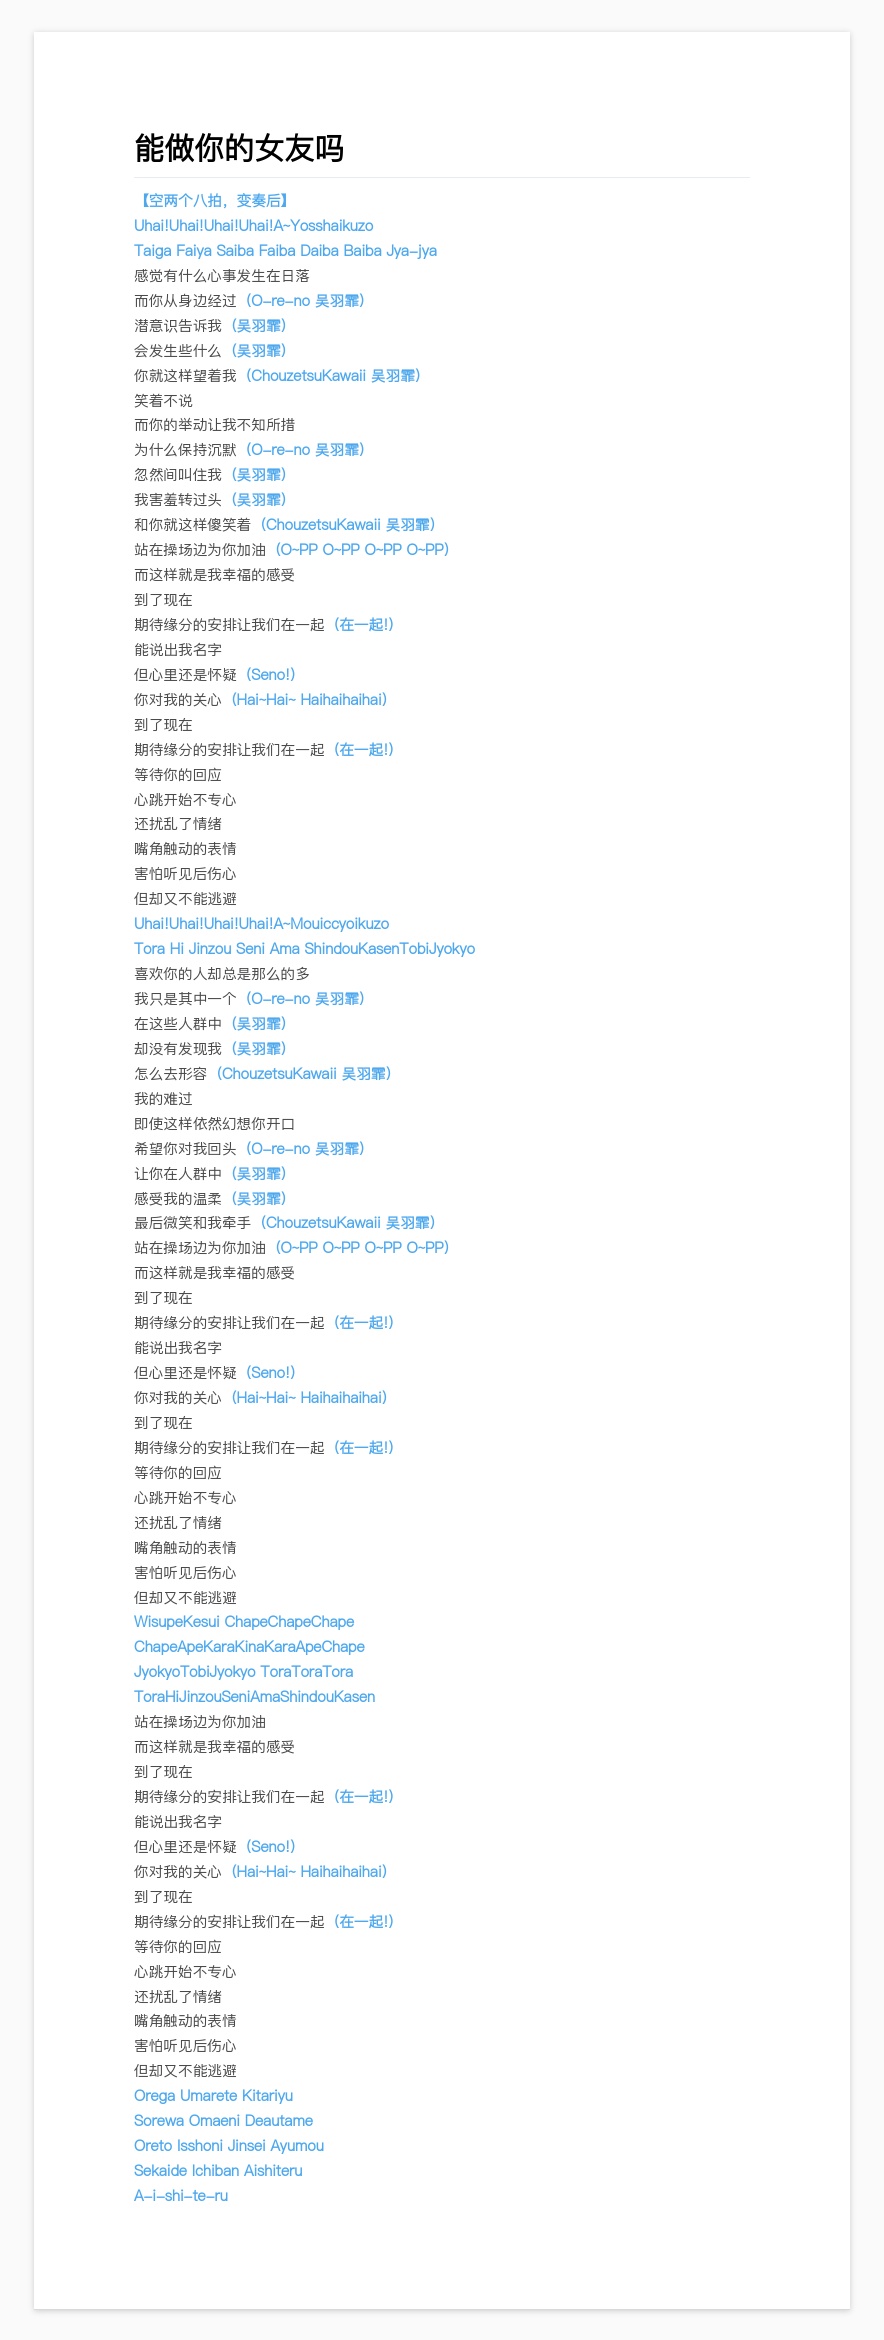 能做你的女友吗
【空两个八拍，变奏后】
Uhai!Uhai!Uhai!Uhai!A~Yosshaikuzo
Taiga Faiya Saiba Faiba Daiba Baiba Jya-jya
感觉有什么心事发生在日落
而你从身边经过（O-re-no 吴羽霏）
潜意识告诉我（吴羽霏）
会发生些什么（吴羽霏）
你就这样望着我（ChouzetsuKawaii 吴羽霏）
笑着不说
而你的举动让我不知所措
为什么保持沉默（O-re-no 吴羽霏）
忽然间叫住我（吴羽霏）
我害羞转过头（吴羽霏）
和你就这样傻笑着（ChouzetsuKawaii 吴羽霏）
站在操场边为你加油（O~PP O~PP O~PP O~PP）
而这样就是我幸福的感受
到了现在
期待缘分的安排让我们在一起（在一起!）
能说出我名字
但心里还是怀疑（Seno!）
你对我的关心（Hai~Hai~ Haihaihaihai）
到了现在
期待缘分的安排让我们在一起（在一起!）
等待你的回应
心跳开始不专心
还扰乱了情绪
嘴角触动的表情
害怕听见后伤心
但却又不能逃避
Uhai!Uhai!Uhai!Uhai!A~Mouiccyoikuzo
Tora Hi Jinzou Seni Ama ShindouKasenTobiJyokyo
喜欢你的人却总是那么的多
我只是其中一个（O-re-no 吴羽霏）
在这些人群中（吴羽霏）
却没有发现我（吴羽霏）
怎么去形容（ChouzetsuKawaii 吴羽霏）
我的难过
即使这样依然幻想你开口
希望你对我回头（O-re-no 吴羽霏）
让你在人群中（吴羽霏）
感受我的温柔（吴羽霏）
最后微笑和我牵手（ChouzetsuKawaii 吴羽霏）
站在操场边为你加油（O~PP O~PP O~PP O~PP）
而这样就是我幸福的感受
到了现在
期待缘分的安排让我们在一起（在一起!）
能说出我名字
但心里还是怀疑（Seno!）
你对我的关心（Hai~Hai~ Haihaihaihai）
到了现在
期待缘分的安排让我们在一起（在一起!）
等待你的回应
心跳开始不专心
还扰乱了情绪
嘴角触动的表情
害怕听见后伤心
但却又不能逃避
WisupeKesui ChapeChapeChape
ChapeApeKaraKinaKaraApeChape
JyokyoTobiJyokyo ToraToraTora
ToraHiJinzouSeniAmaShindouKasen
站在操场边为你加油
而这样就是我幸福的感受
到了现在
期待缘分的安排让我们在一起（在一起!）
能说出我名字
但心里还是怀疑（Seno!）
你对我的关心（Hai~Hai~ Haihaihaihai）
到了现在
期待缘分的安排让我们在一起（在一起!）
等待你的回应
心跳开始不专心
还扰乱了情绪
嘴角触动的表情
害怕听见后伤心
但却又不能逃避
Orega Umarete Kitariyu
Sorewa Omaeni Deautame
Oreto Isshoni Jinsei Ayumou
Sekaide Ichiban Aishiteru
A-i-shi-te-ru